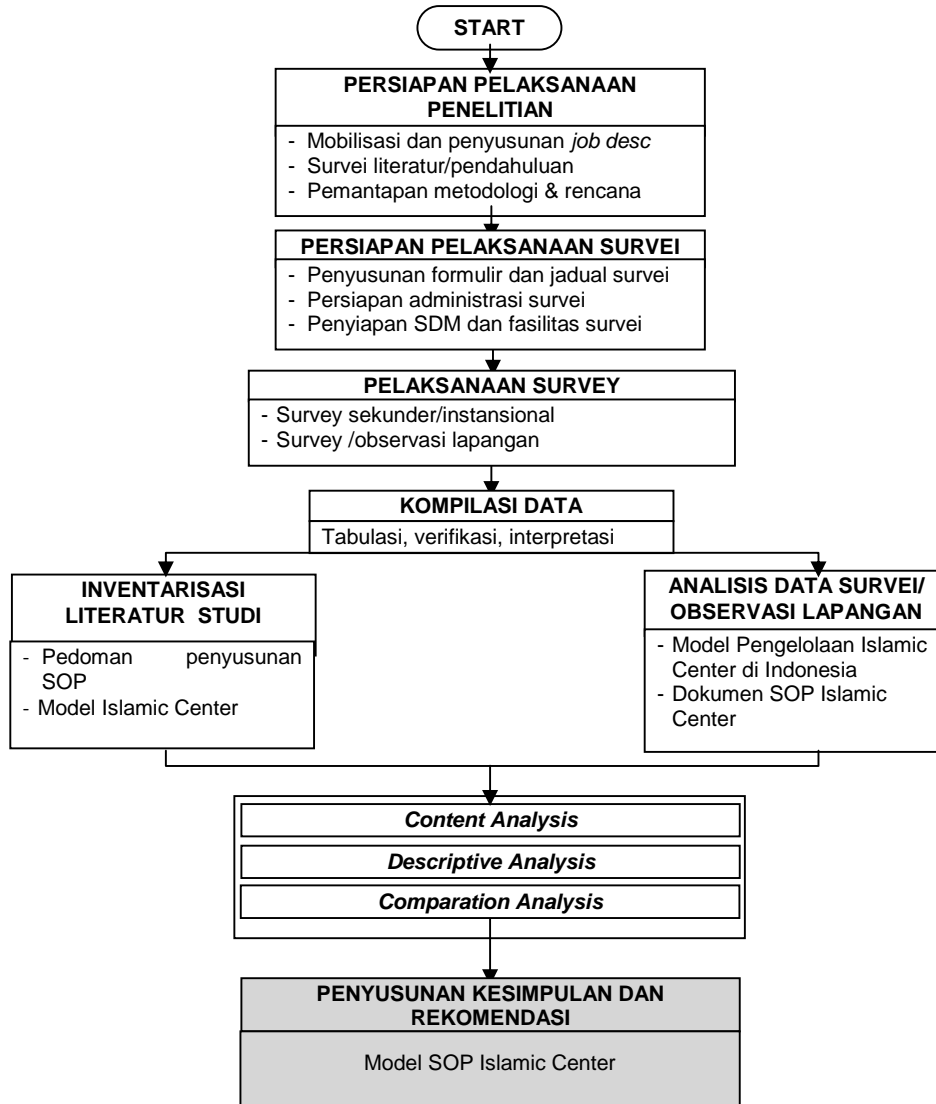 START
PERSIAPAN PELAKSANAAN
PENELITIAN
- Mobilisasi dan penyusunan job desc
- Survei literatur/pendahuluan
- Pemantapan metodologi & rencana
PERSIAPAN PELAKSANAAN SURVEI
- Penyusunan formulir dan jadual survei
- Persiapan administrasi survei
- Penyiapan SDM dan fasilitas survei
PELAKSANAAN SURVEY
- Survey sekunder/instansional
- Survey /observasi lapangan
KOMPILASI DATA
Tabulasi, verifikasi, interpretasi
INVENTARISASI
LITERATUR STUDI
- Pedoman penyusunan
SOP
- Model Islamic Center
ANALISIS DATA SURVEI/
OBSERVASI LAPANGAN
- Model Pengelolaan Islamic
Center di Indonesia
- Dokumen SOP Islamic
Center
Content Analysis
Descriptive Analysis
Comparation Analysis
PENYUSUNAN KESIMPULAN DAN
REKOMENDASI
Model SOP Islamic Center